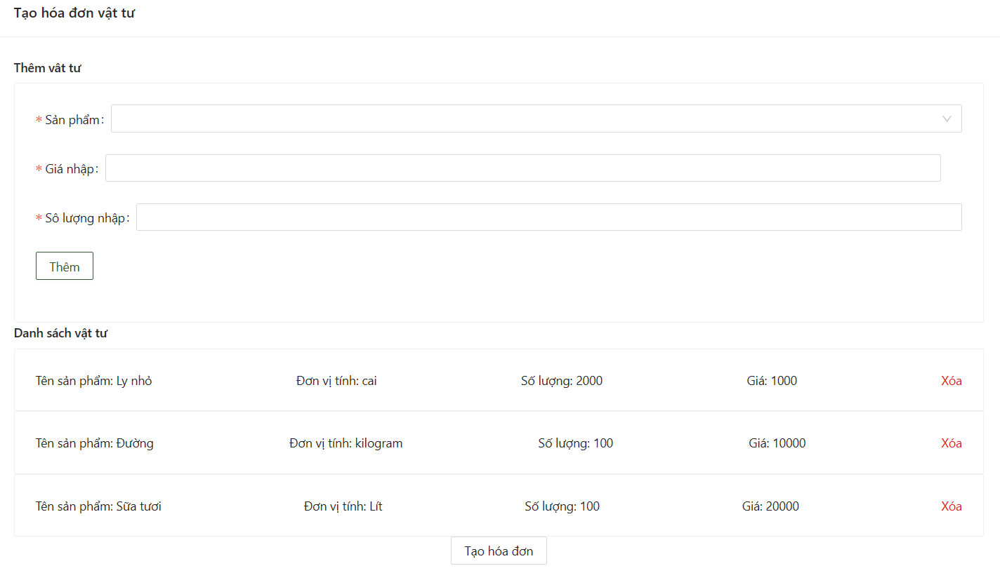 Tạo hóa đơn vật tư
Thêm vât tư
* Sản phẩm:
* Giá nhập:
* Sô lượng nhập:
Thêm
Danh sách vật tư
Tên sản phẩm: Ly nhỏ Đơn vị tính: cai Số lượng: 2000 Giá: 1000 Xóa
Tên sản phẩm: Đường Đơn vị tính: kilogram Số lượng: 100 Giá: 10000 Xóa
Tên sản phẩm: Sữa tươi Đơn vị tính: Lít Số lượng: 100 Giá: 20000 Xóa
Tạo hóa đơn